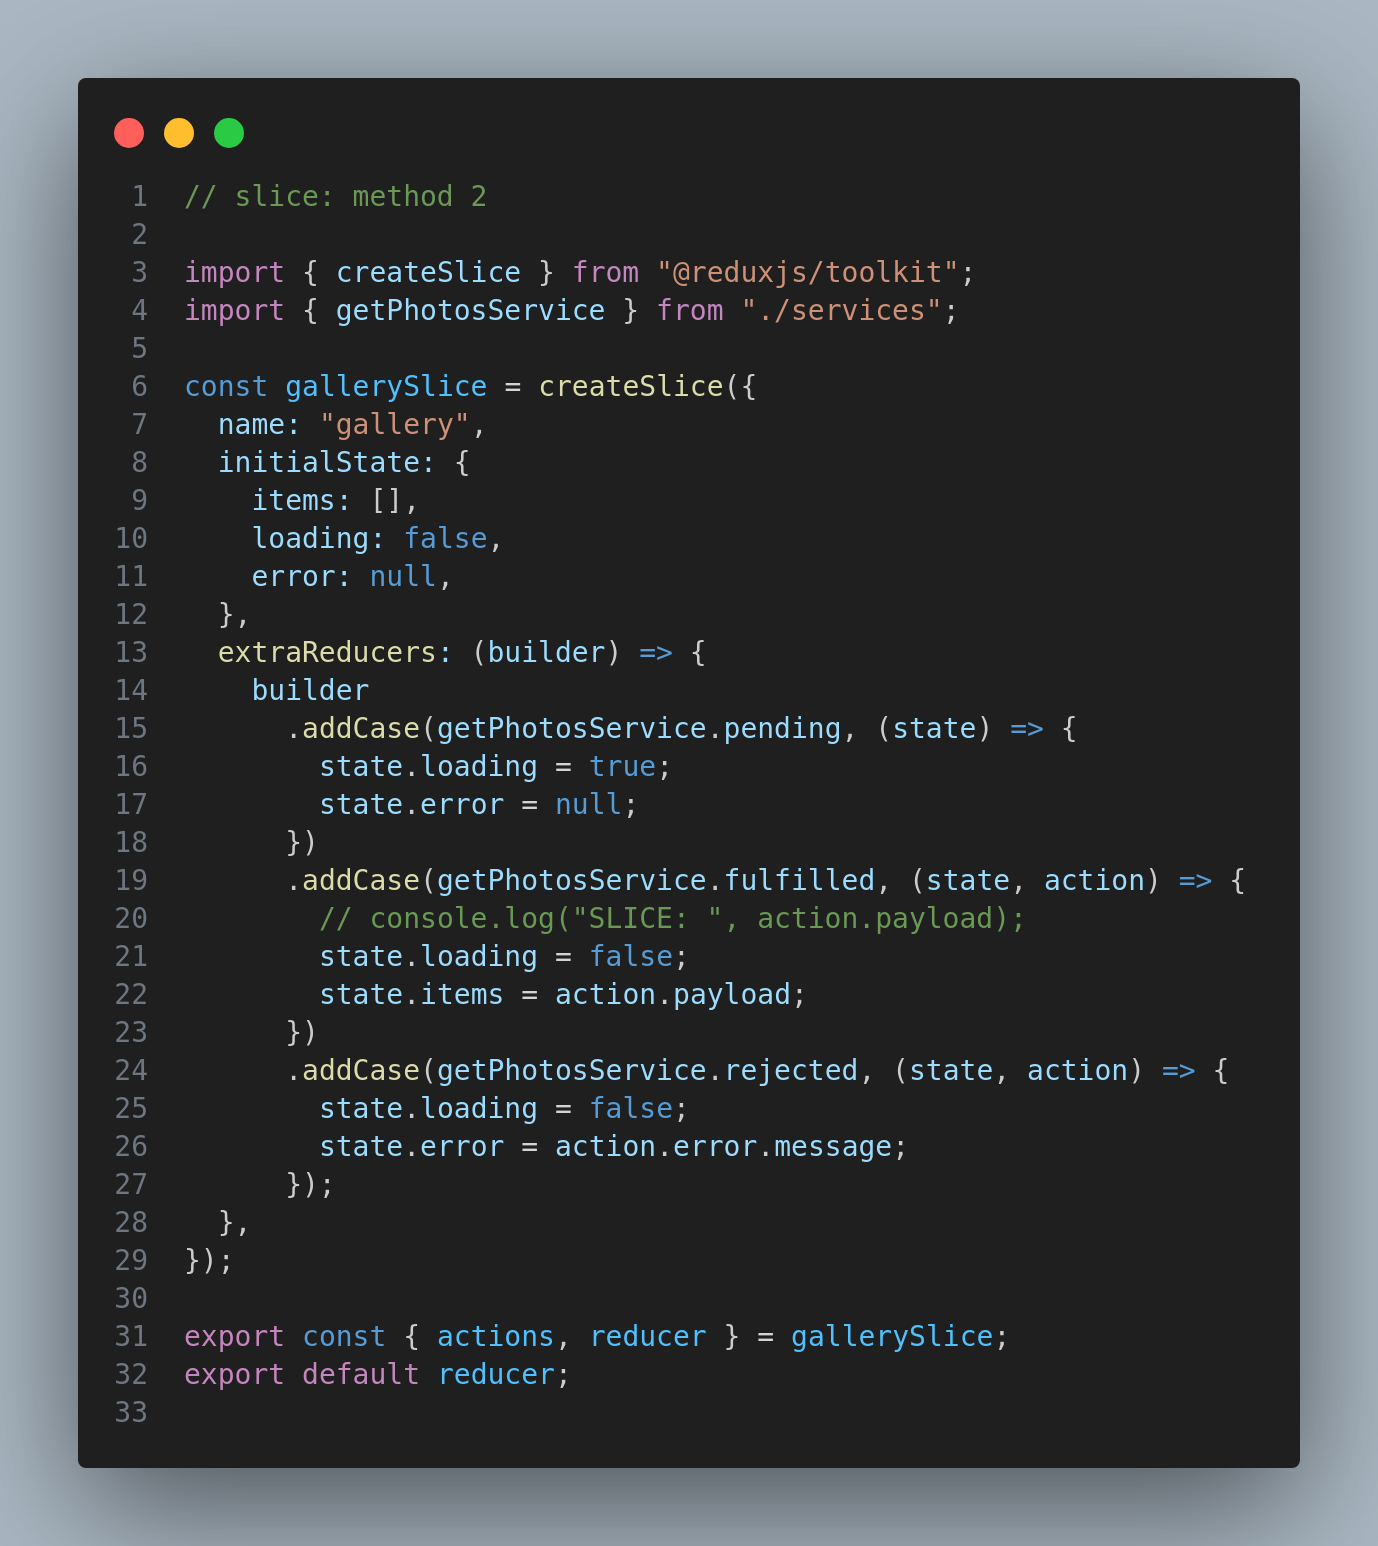 1 // slice: method 2
2
3 import { createSlice } from "@reduxjs/toolkit";
4 import { getPhotosService } from "./services";
5
6 const gallerySlice = createSlice({
7   name: "gallery",
8   initialState: {
9     items: [],
10     loading: false,
11     error: null,
12   },
13   extraReducers: (builder) => {
14     builder
15       .addCase(getPhotosService.pending, (state) => {
16         state.loading = true;
17         state.error = null;
18       })
19       .addCase(getPhotosService.fulfilled, (state, action) => {
20         // console.log("SLICE: ", action.payload);
21         state.loading = false;
22         state.items = action.payload;
23       })
24       .addCase(getPhotosService.rejected, (state, action) => {
25         state.loading = false;
26         state.error = action.error.message;
27       });
28   },
29 });
30
31 export const { actions, reducer } = gallerySlice;
32 export default reducer;
33